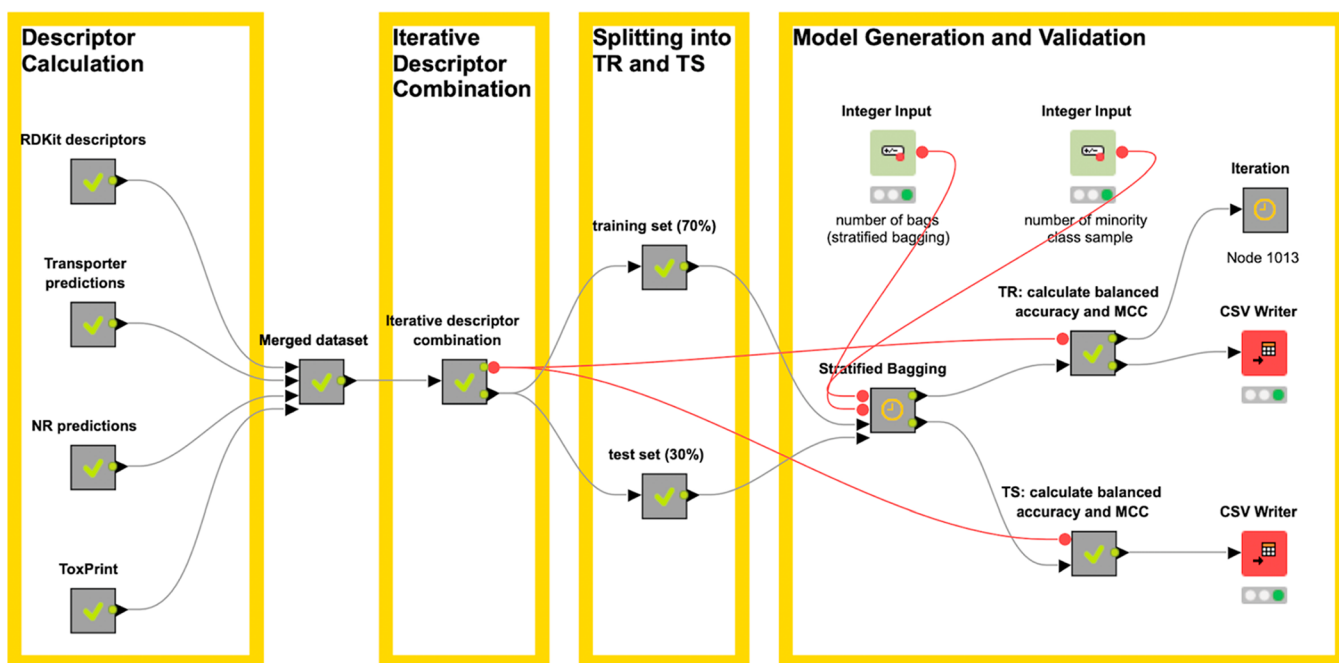 Descriptor
Calculation
RDKit descriptors
Transporter
predictions
NR predictions
ToxPrint
Merged dataset
Iterative
Descriptor
Combination
Iterative descriptor
combination
Splitting into
TR and TS
training set (70%)
test set (30%)
Model Generation and Validation
Integer Input
+/-
number of bags
(stratified bagging)
Integer Input
+/-
number of minority
class sample
Stratified Bagging
TR: calculate balanced
accuracy and MCC
Iteration
Node 1013
CSV Writer
TS: calculate balanced
accuracy and MCC
CSV Writer